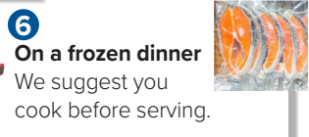 6
On a frozen dinner
We suggest you
cook before serving.